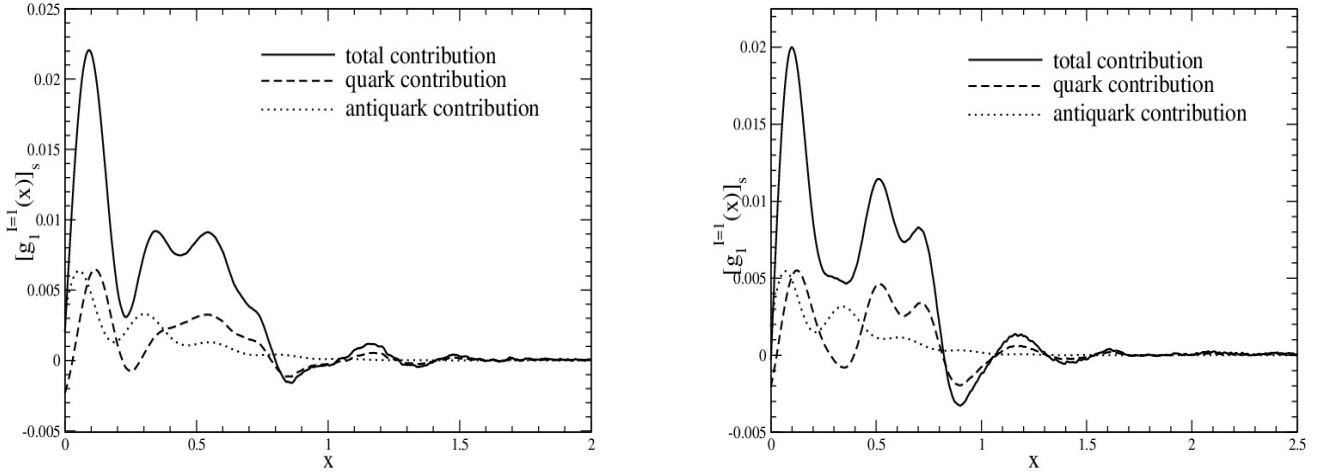 0.025
0.02
0.015
0.01
0.005
0
-0.005
[g₁ᴵ⁼¹(x)]ₛ
total contribution
quark contribution
antiquark contribution
0
0.5
1
1.5
2
x
0.02
0.015
0.01
0.005
0
-0.005
[g₁ᴵ⁼¹(x)]ₛ
total contribution
quark contribution
antiquark contribution
0
0.5
1
1.5
2
2.5
x